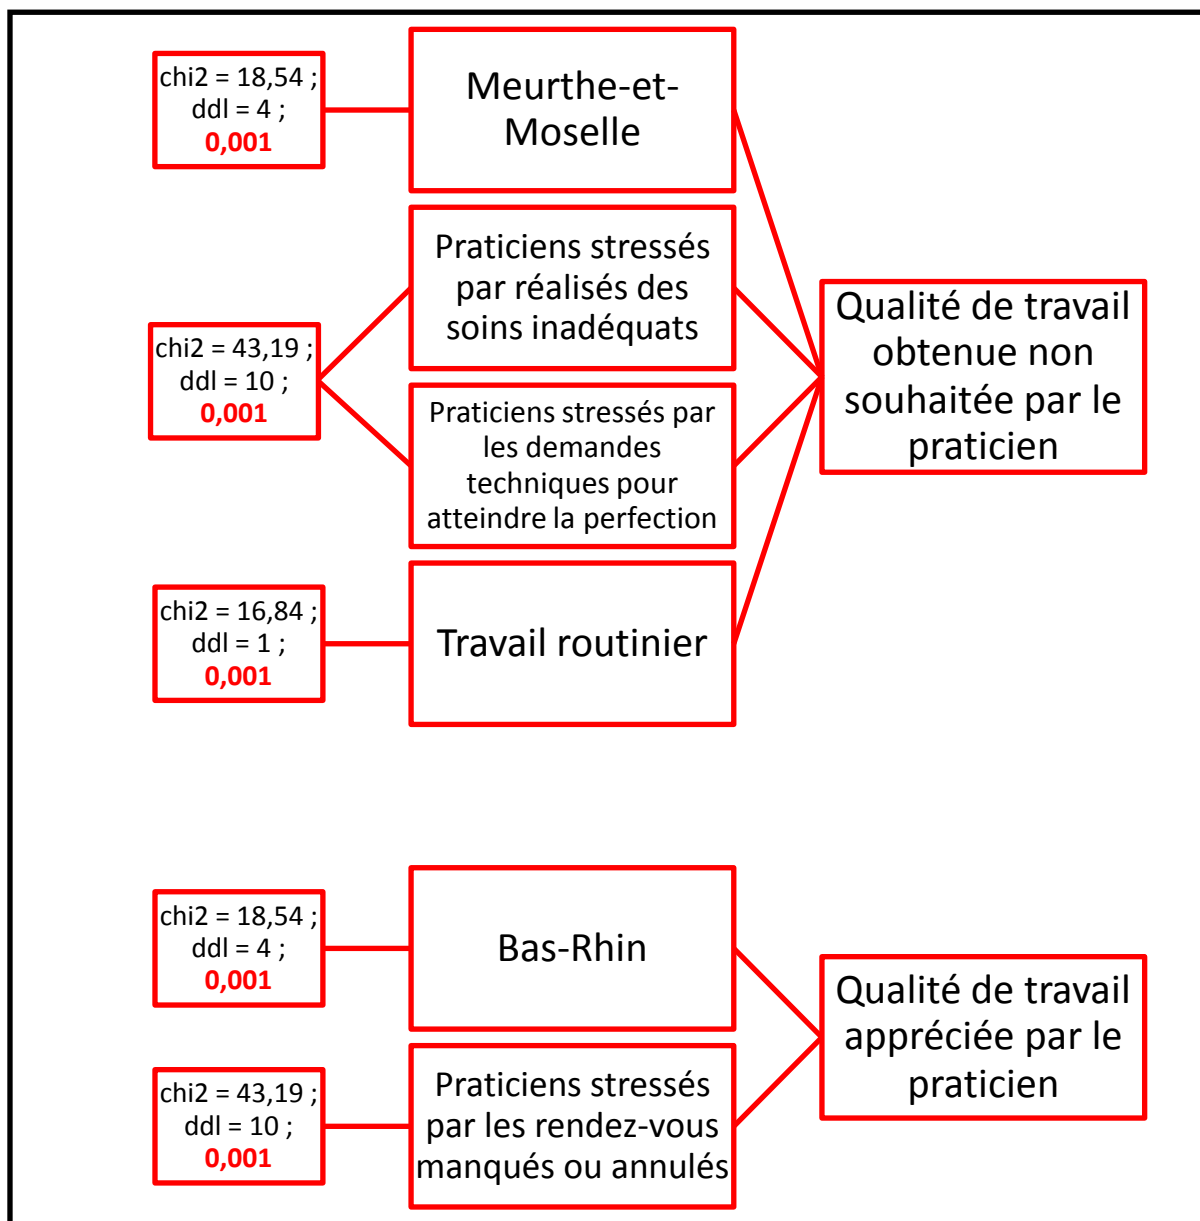 chi2 = 18,54 ;
ddl = 4 ;
0,001
Meurthe-et-
Moselle
Praticiens stressés
par réalisés des
soins inadéquats
chi2 = 43,19 ;
ddl = 10 ;
0,001
Praticiens stressés par
les demandes
techniques pour
atteindre la perfection
Qualité de travail
obtenue non
souhaitée par le
praticien
chi2 = 16,84 ;
ddl = 1 ;
0,001
Travail routinier
chi2 = 18,54 ;
ddl = 4 ;
0,001
Bas-Rhin
chi2 = 43,19 ;
ddl = 10 ;
0,001
Praticiens stressés
par les rendez-vous
manqués ou annulés
Qualité de travail
appréciée par le
praticien